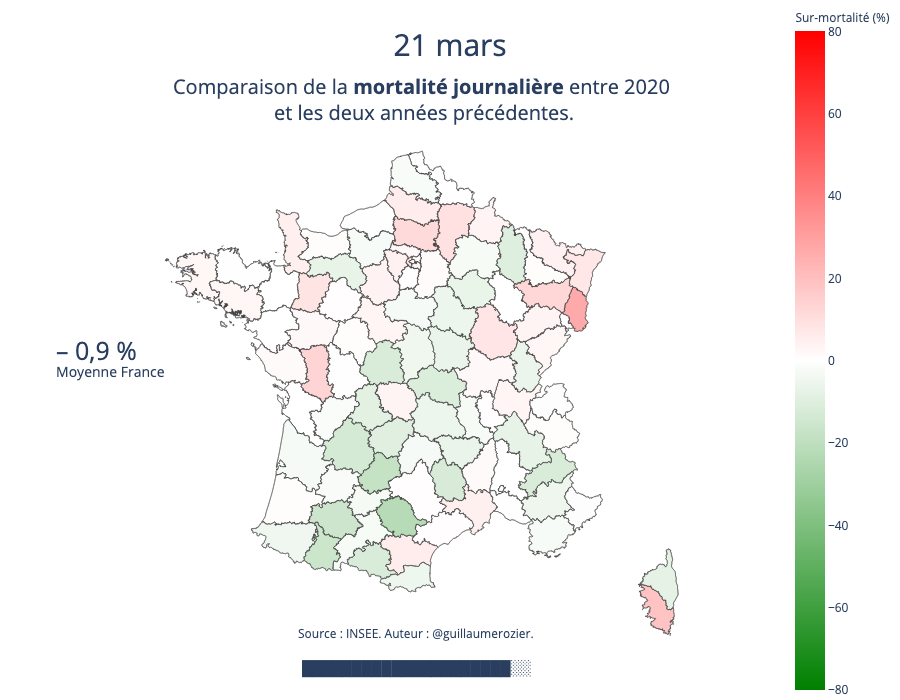 Sur-mortalité (%)
21 mars
Comparaison de la mortalité journalière entre 2020
et les deux années précédentes.
– 0,9 %
Moyenne France
80
60
40
20
0
−20
−40
−60
−80
Source : INSEE. Auteur : @guillaumerozier.